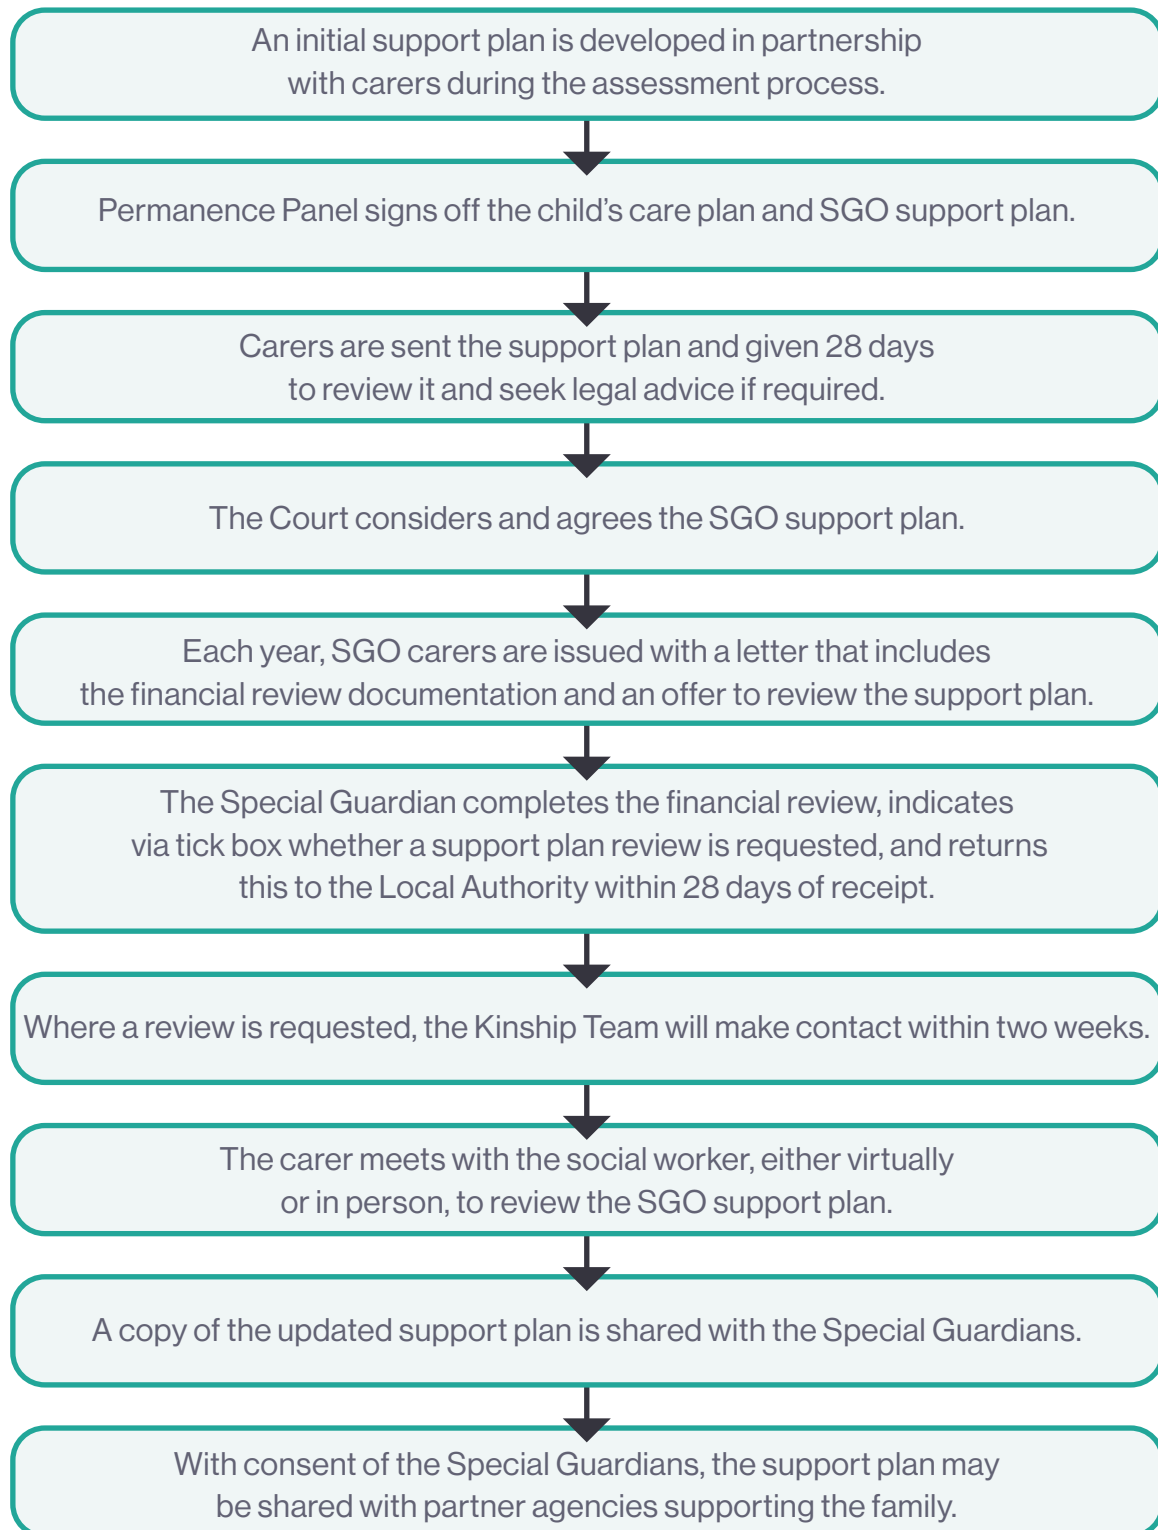 An initial support plan is developed in partnership
with carers during the assessment process.
Permanence Panel signs off the child’s care plan and SGO support plan.
Carers are sent the support plan and given 28 days
to review it and seek legal advice if required.
The Court considers and agrees the SGO support plan.
Each year, SGO carers are issued with a letter that includes
the financial review documentation and an offer to review the support plan.
The Special Guardian completes the financial review, indicates
via tick box whether a support plan review is requested, and returns
this to the Local Authority within 28 days of receipt.
Where a review is requested, the Kinship Team will make contact within two weeks.
The carer meets with the social worker, either virtually
or in person, to review the SGO support plan.
A copy of the updated support plan is shared with the Special Guardians.
With consent of the Special Guardians, the support plan may
be shared with partner agencies supporting the family.